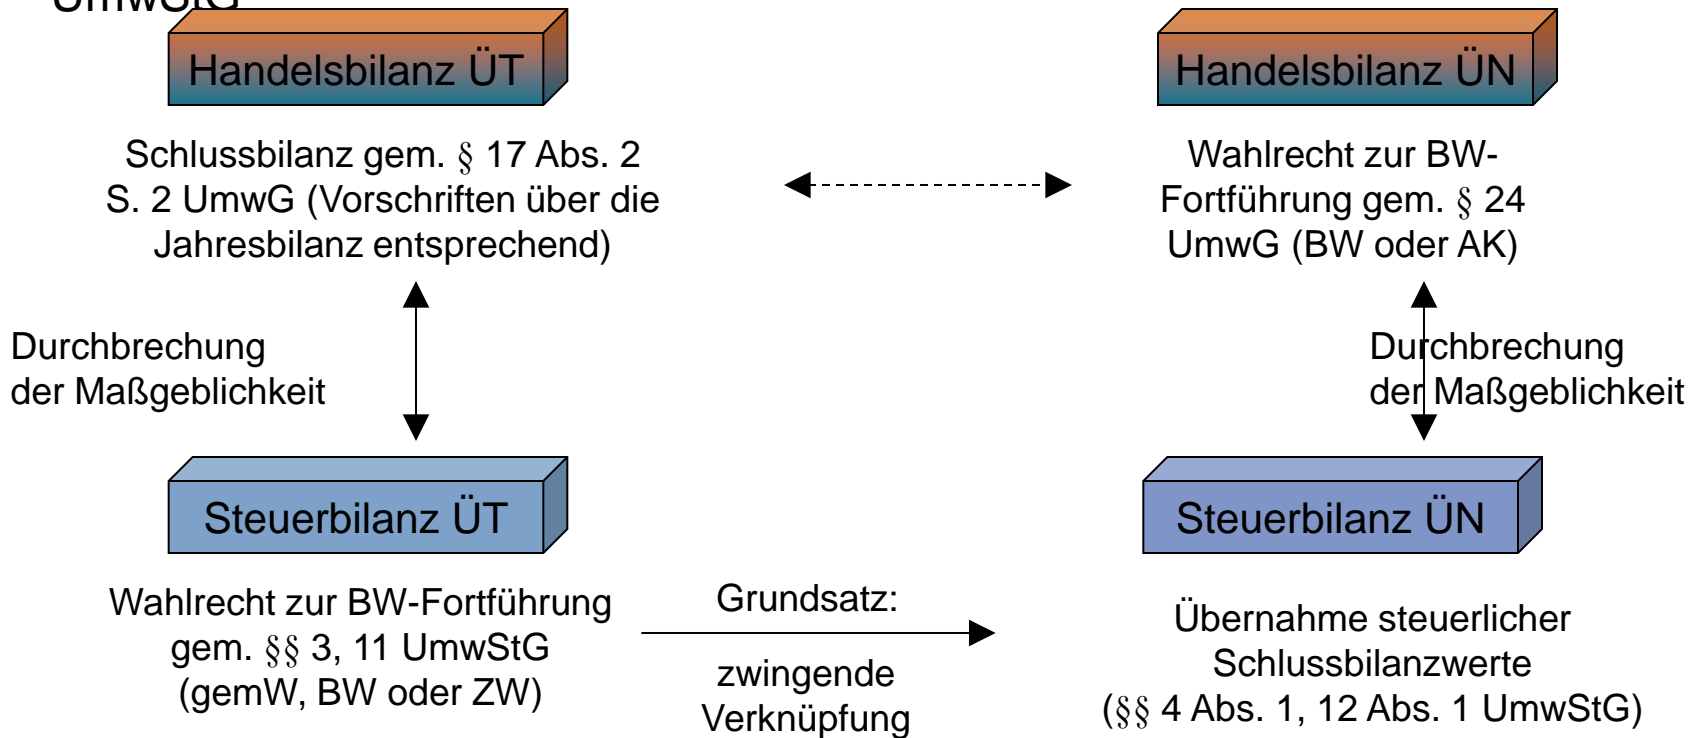 UmwStG
Handelsbilanz ÜT
Handelsbilanz ÜN
Schlussbilanz gem. § 17 Abs. 2
S. 2 UmwG (Vorschriften über die
Jahresbilanz entsprechend)
Wahlrecht zur BW-
Fortführung gem. § 24
UmwG (BW oder AK)
Durchbrechung
der Maßgeblichkeit
Durchbrechung
der Maßgeblichkeit
Steuerbilanz ÜT
Steuerbilanz ÜN
Wahlrecht zur BW-Fortführung
gem. §§ 3, 11 UmwStG
(gemW, BW oder ZW)
Grundsatz:
zwingende
Verknüpfung
Übernahme steuerlicher
Schlussbilanzwerte
(§§ 4 Abs. 1, 12 Abs. 1 UmwStG)